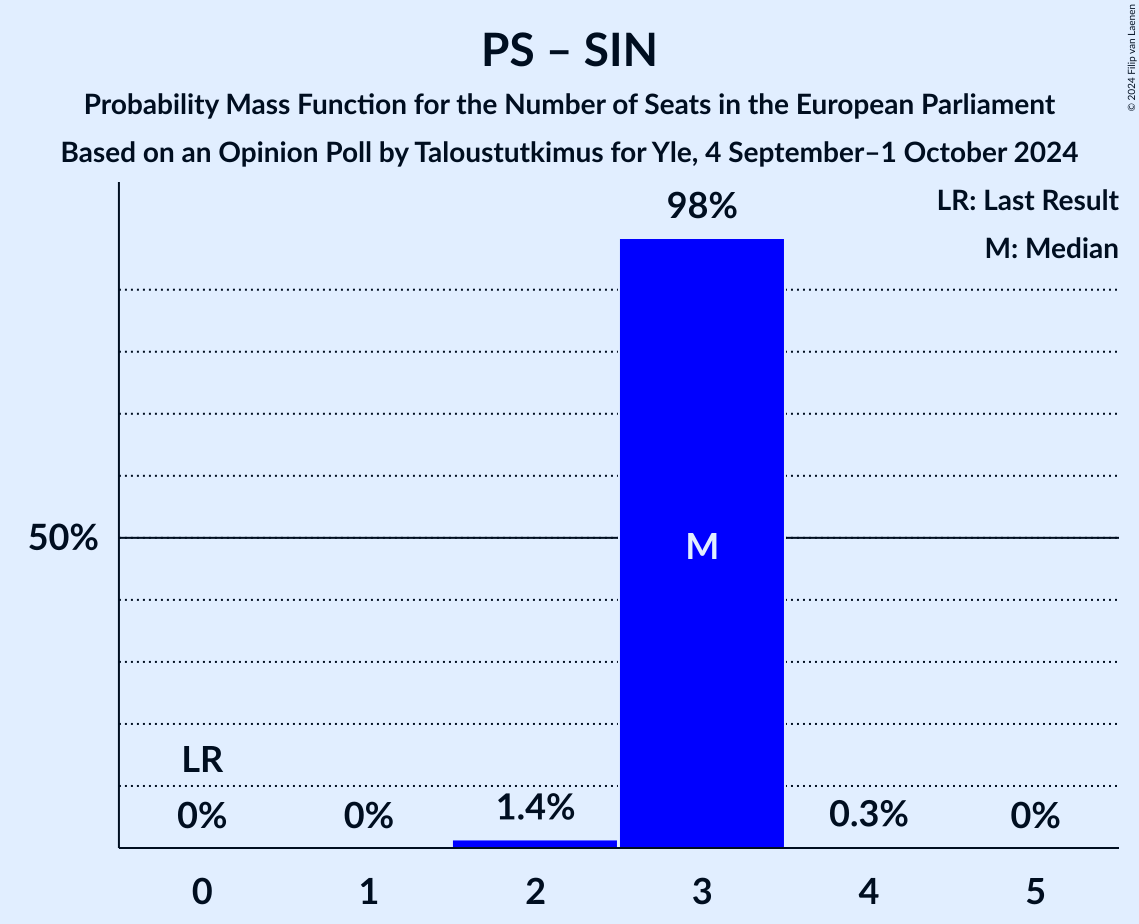 PS – SIN
Probability Mass Function for the Number of Seats in the European Parliament
Based on an Opinion Poll by Taloustutkimus for Yle, 4 September–1 October 2024
© 2024 Filip van Laenen
LR: Last Result
M: Median
98%
50%
M
LR
0%
0%
1.4%
0.3%
0%
0
1
2
3
4
5